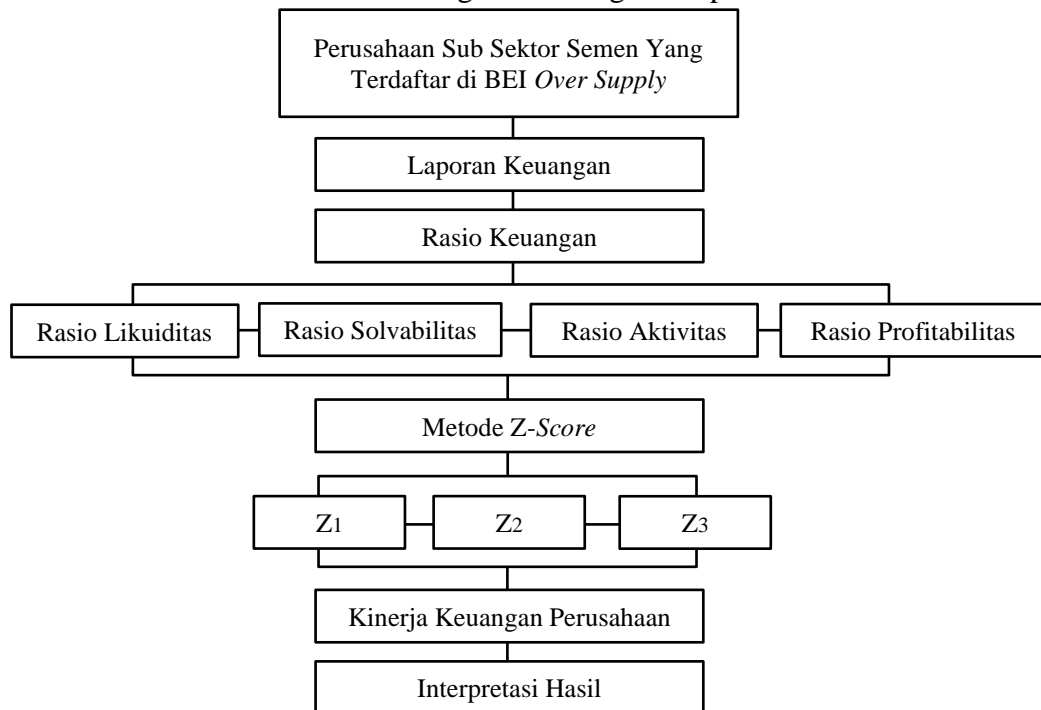 Perusahaan Sub Sektor Semen Yang
Terdaftar di BEI Over Supply
Laporan Keuangan
Rasio Keuangan
Rasio Likuiditas
Rasio Solvabilitas
Rasio Aktivitas
Rasio Profitabilitas
Metode Z-Score
Z1
Z2
Z3
Kinerja Keuangan Perusahaan
Interpretasi Hasil